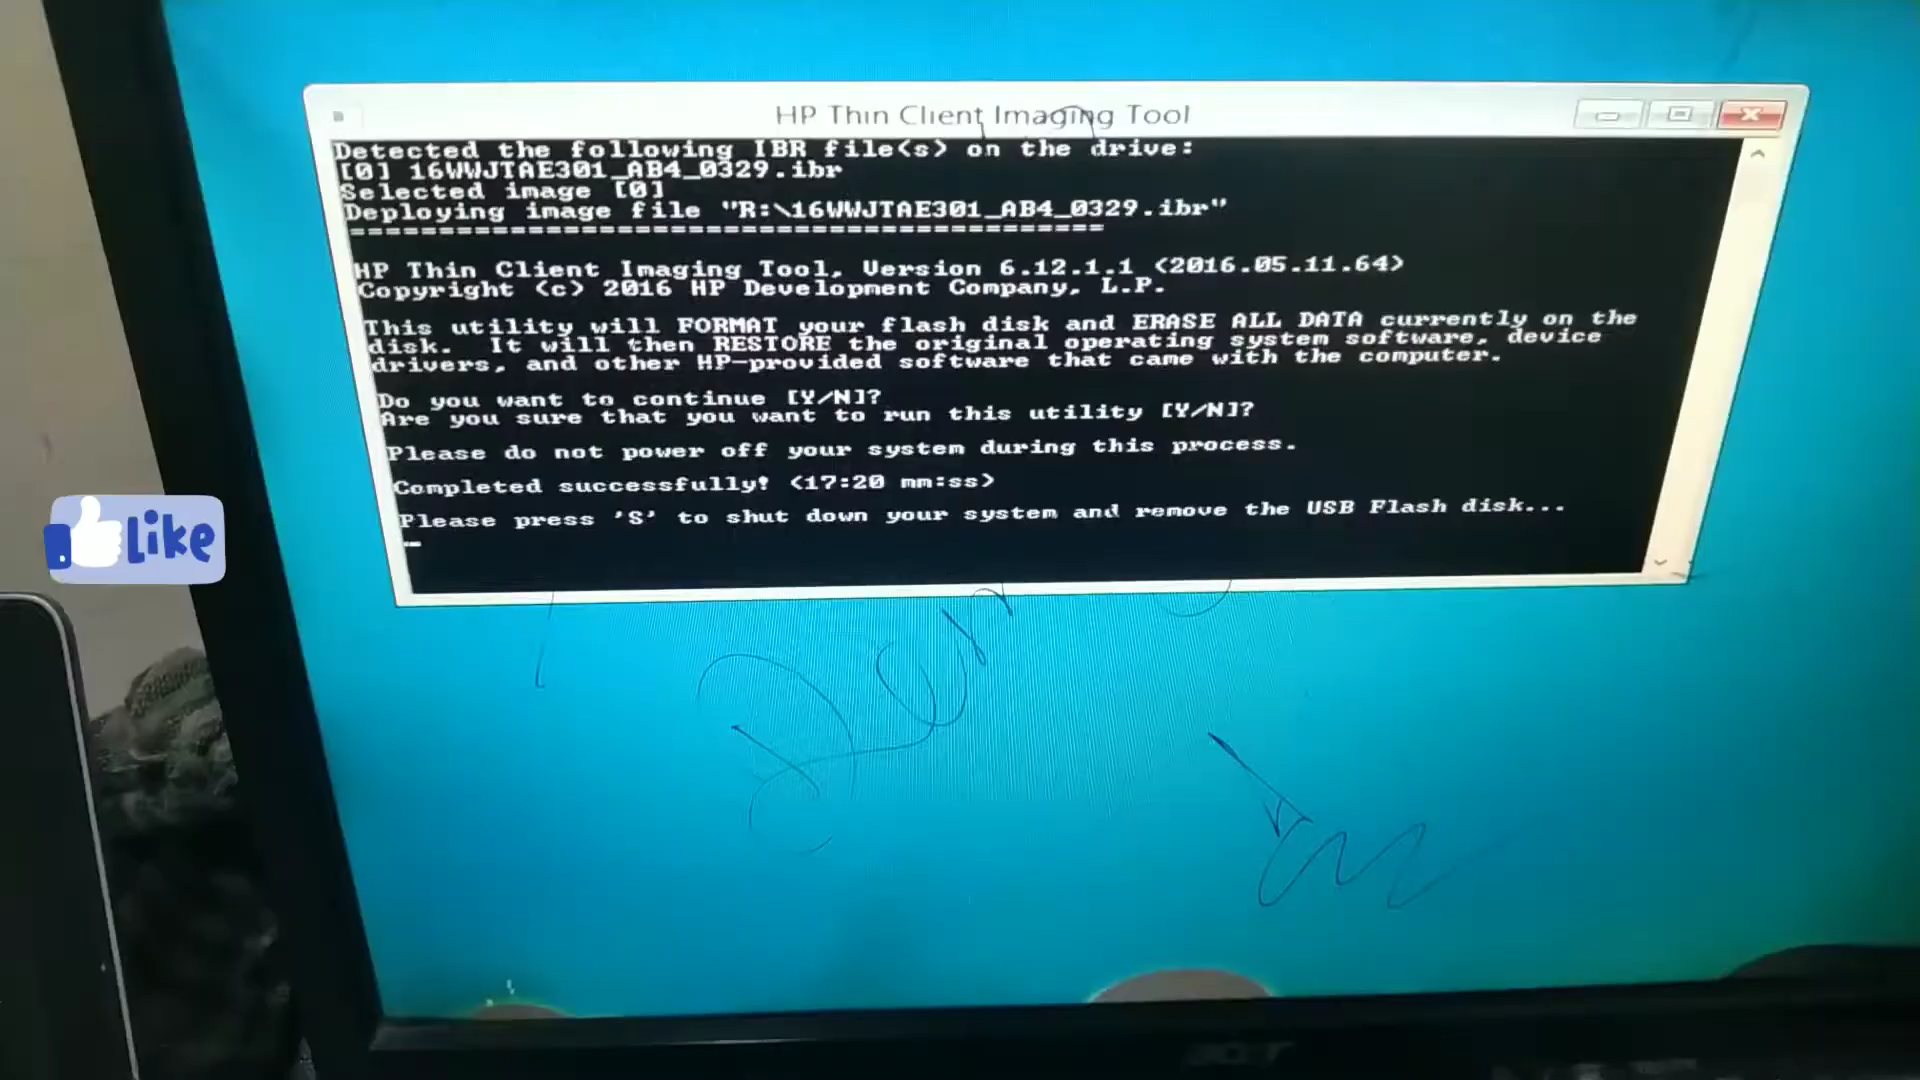 HP Thin Client Imaging Tool
Detected the following IBR file(s) on the drive:
[0] 16WWJTAE301_AB4_0329.ibr
Selected image [0]
Deploying image file "R:\16WWJTAE301_AB4_0329.ibr"
==========================================
HP Thin Client Imaging Tool, Version 6.12.1.1 (2016.05.11.64)
Copyright (c) 2016 HP Development Company, L.P.
This utility will FORMAT your flash disk and ERASE ALL DATA currently on the
disk.  It will then RESTORE the original operating system software, device
drivers, and other HP-provided software that came with the computer.
Do you want to continue [Y/N]?
Are you sure that you want to run this utility [Y/N]?
Please do not power off your system during this process.
Completed successfully! (17:20 mm:ss)
Please press 'S' to shut down your system and remove the USB Flash disk...
like
acer